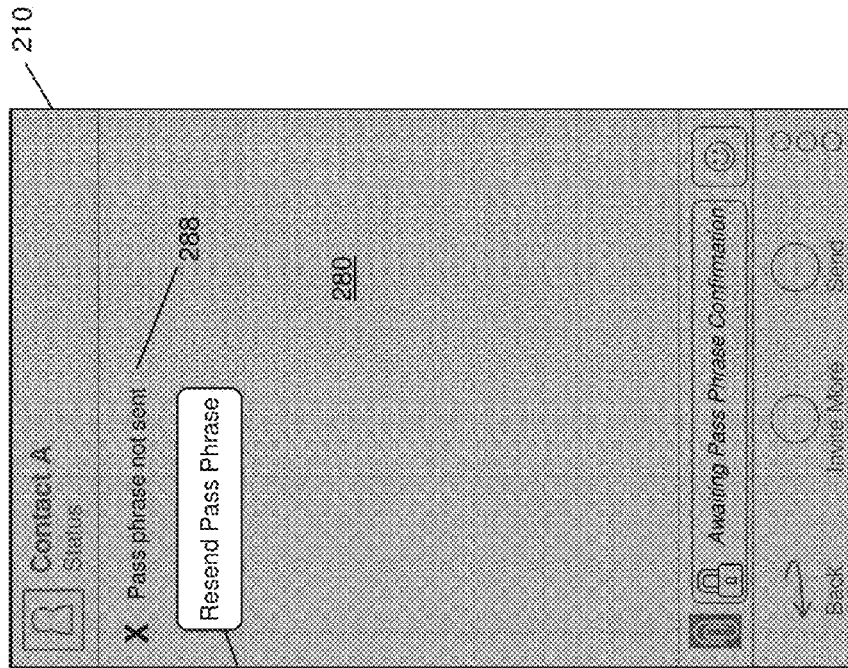 210
Contact A
Status
X Pass phrase not sent
288
Resend Pass Phrase
280
Awaiting Pass Phrase Confirmation
Back
Invite More...
Send